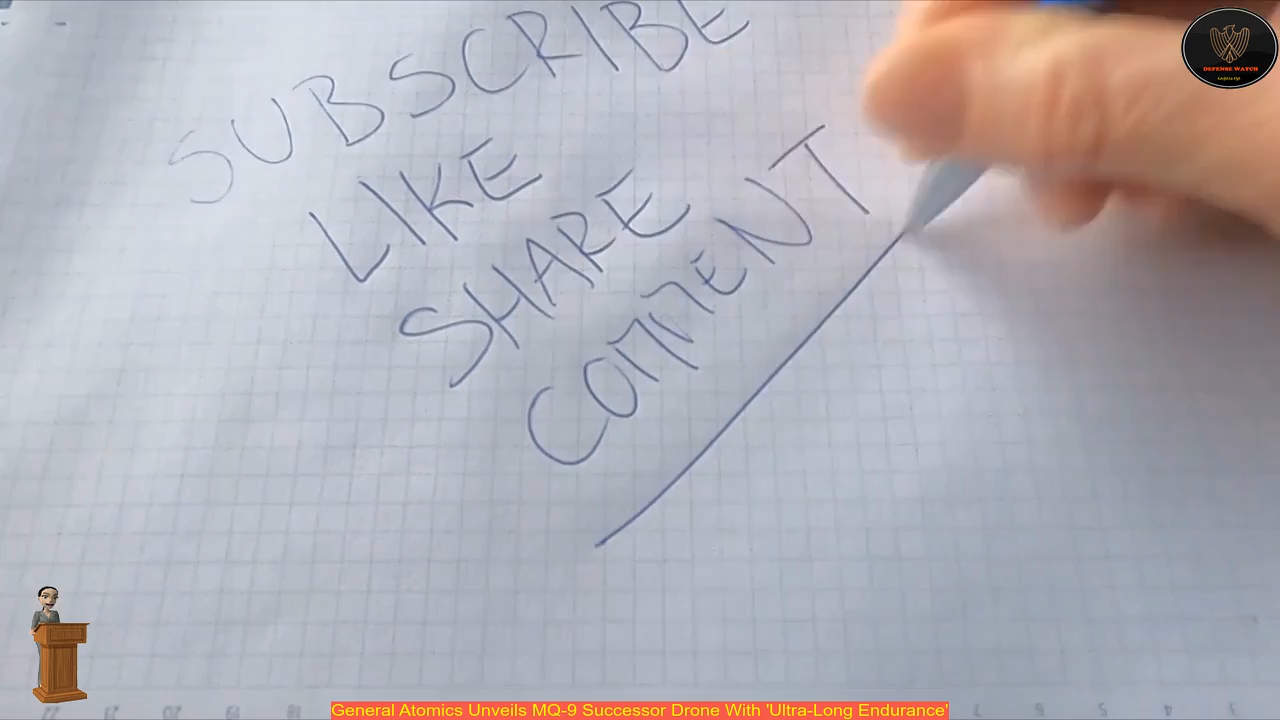 SUBSCRIBE
LIKE
SHARE
COMMENT
DEFENSE WATCH
General Atomics Unveils MQ-9 Successor Drone With 'Ultra-Long Endurance'